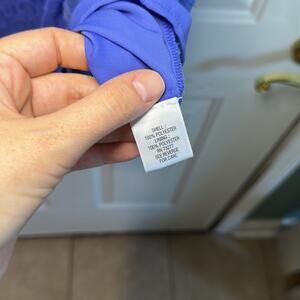 SHELL :
100% POLYESTER
LINING :
100% POLYESTER
RN 73277
SEE REVERSE
FOR CARE